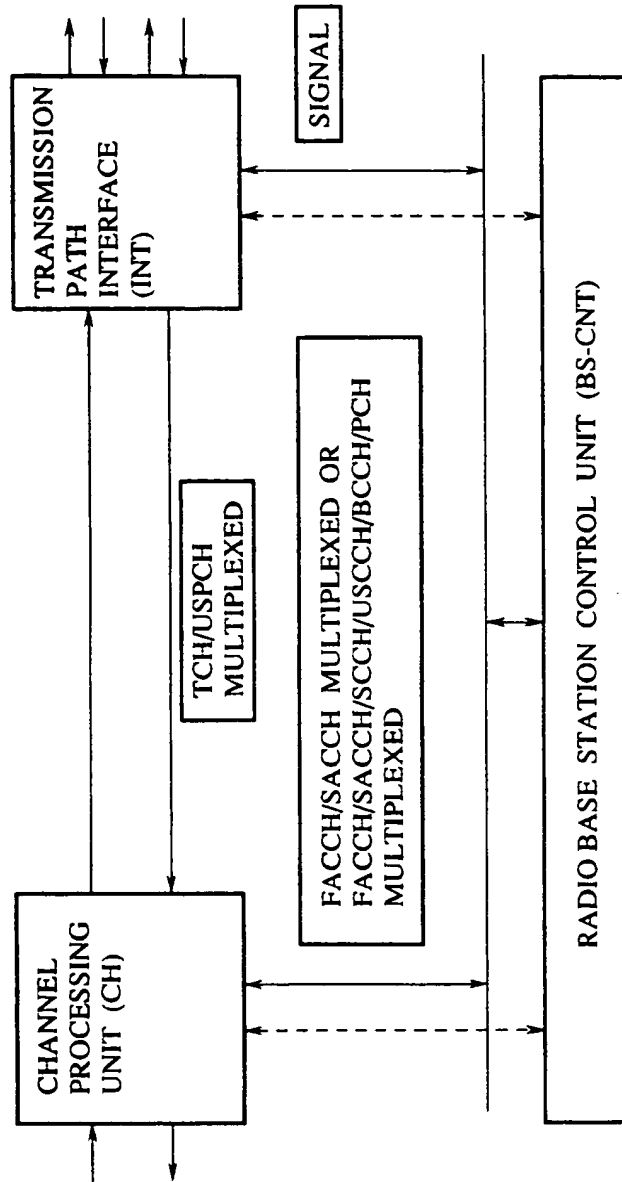 CHANNEL
PROCESSING
UNIT (CH)
TRANSMISSION
PATH
INTERFACE
(INT)
TCH/USPCH
MULTIPLEXED
FACCH/SACCH MULTIPLEXED OR
FACCH/SACCH/SCCH/USCCH/BCCH/PCH
MULTIPLEXED
SIGNAL
RADIO BASE STATION CONTROL UNIT (BS-CNT)